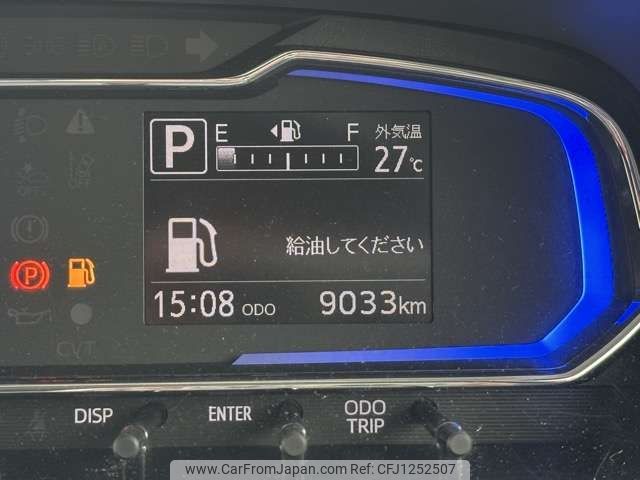 P
E F
外気温
27℃
給油してください
15:08 ODO 9033km
P
CVT
DISP
ENTER
ODO
TRIP
www.CarFromJapan.com CFJ1252507